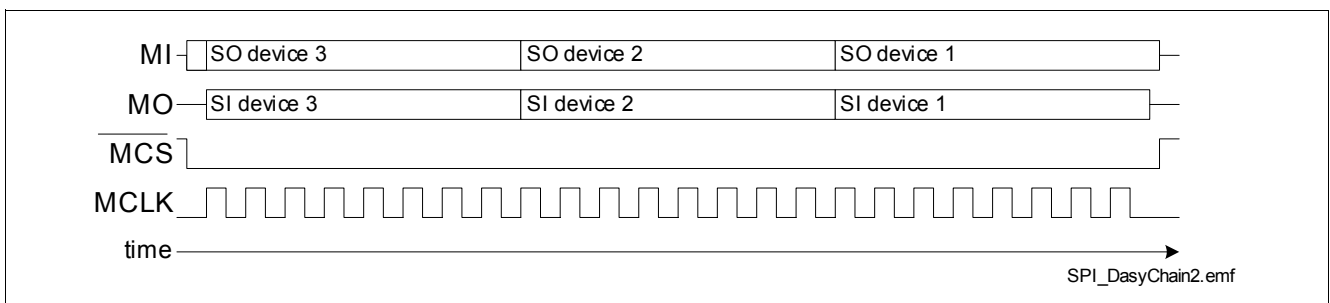 MI SO device 3 SO device 2 SO device 1
MO SI device 3 SI device 2 SI device 1
MCS
MCLK
time
SPI_DasyChain2.emf